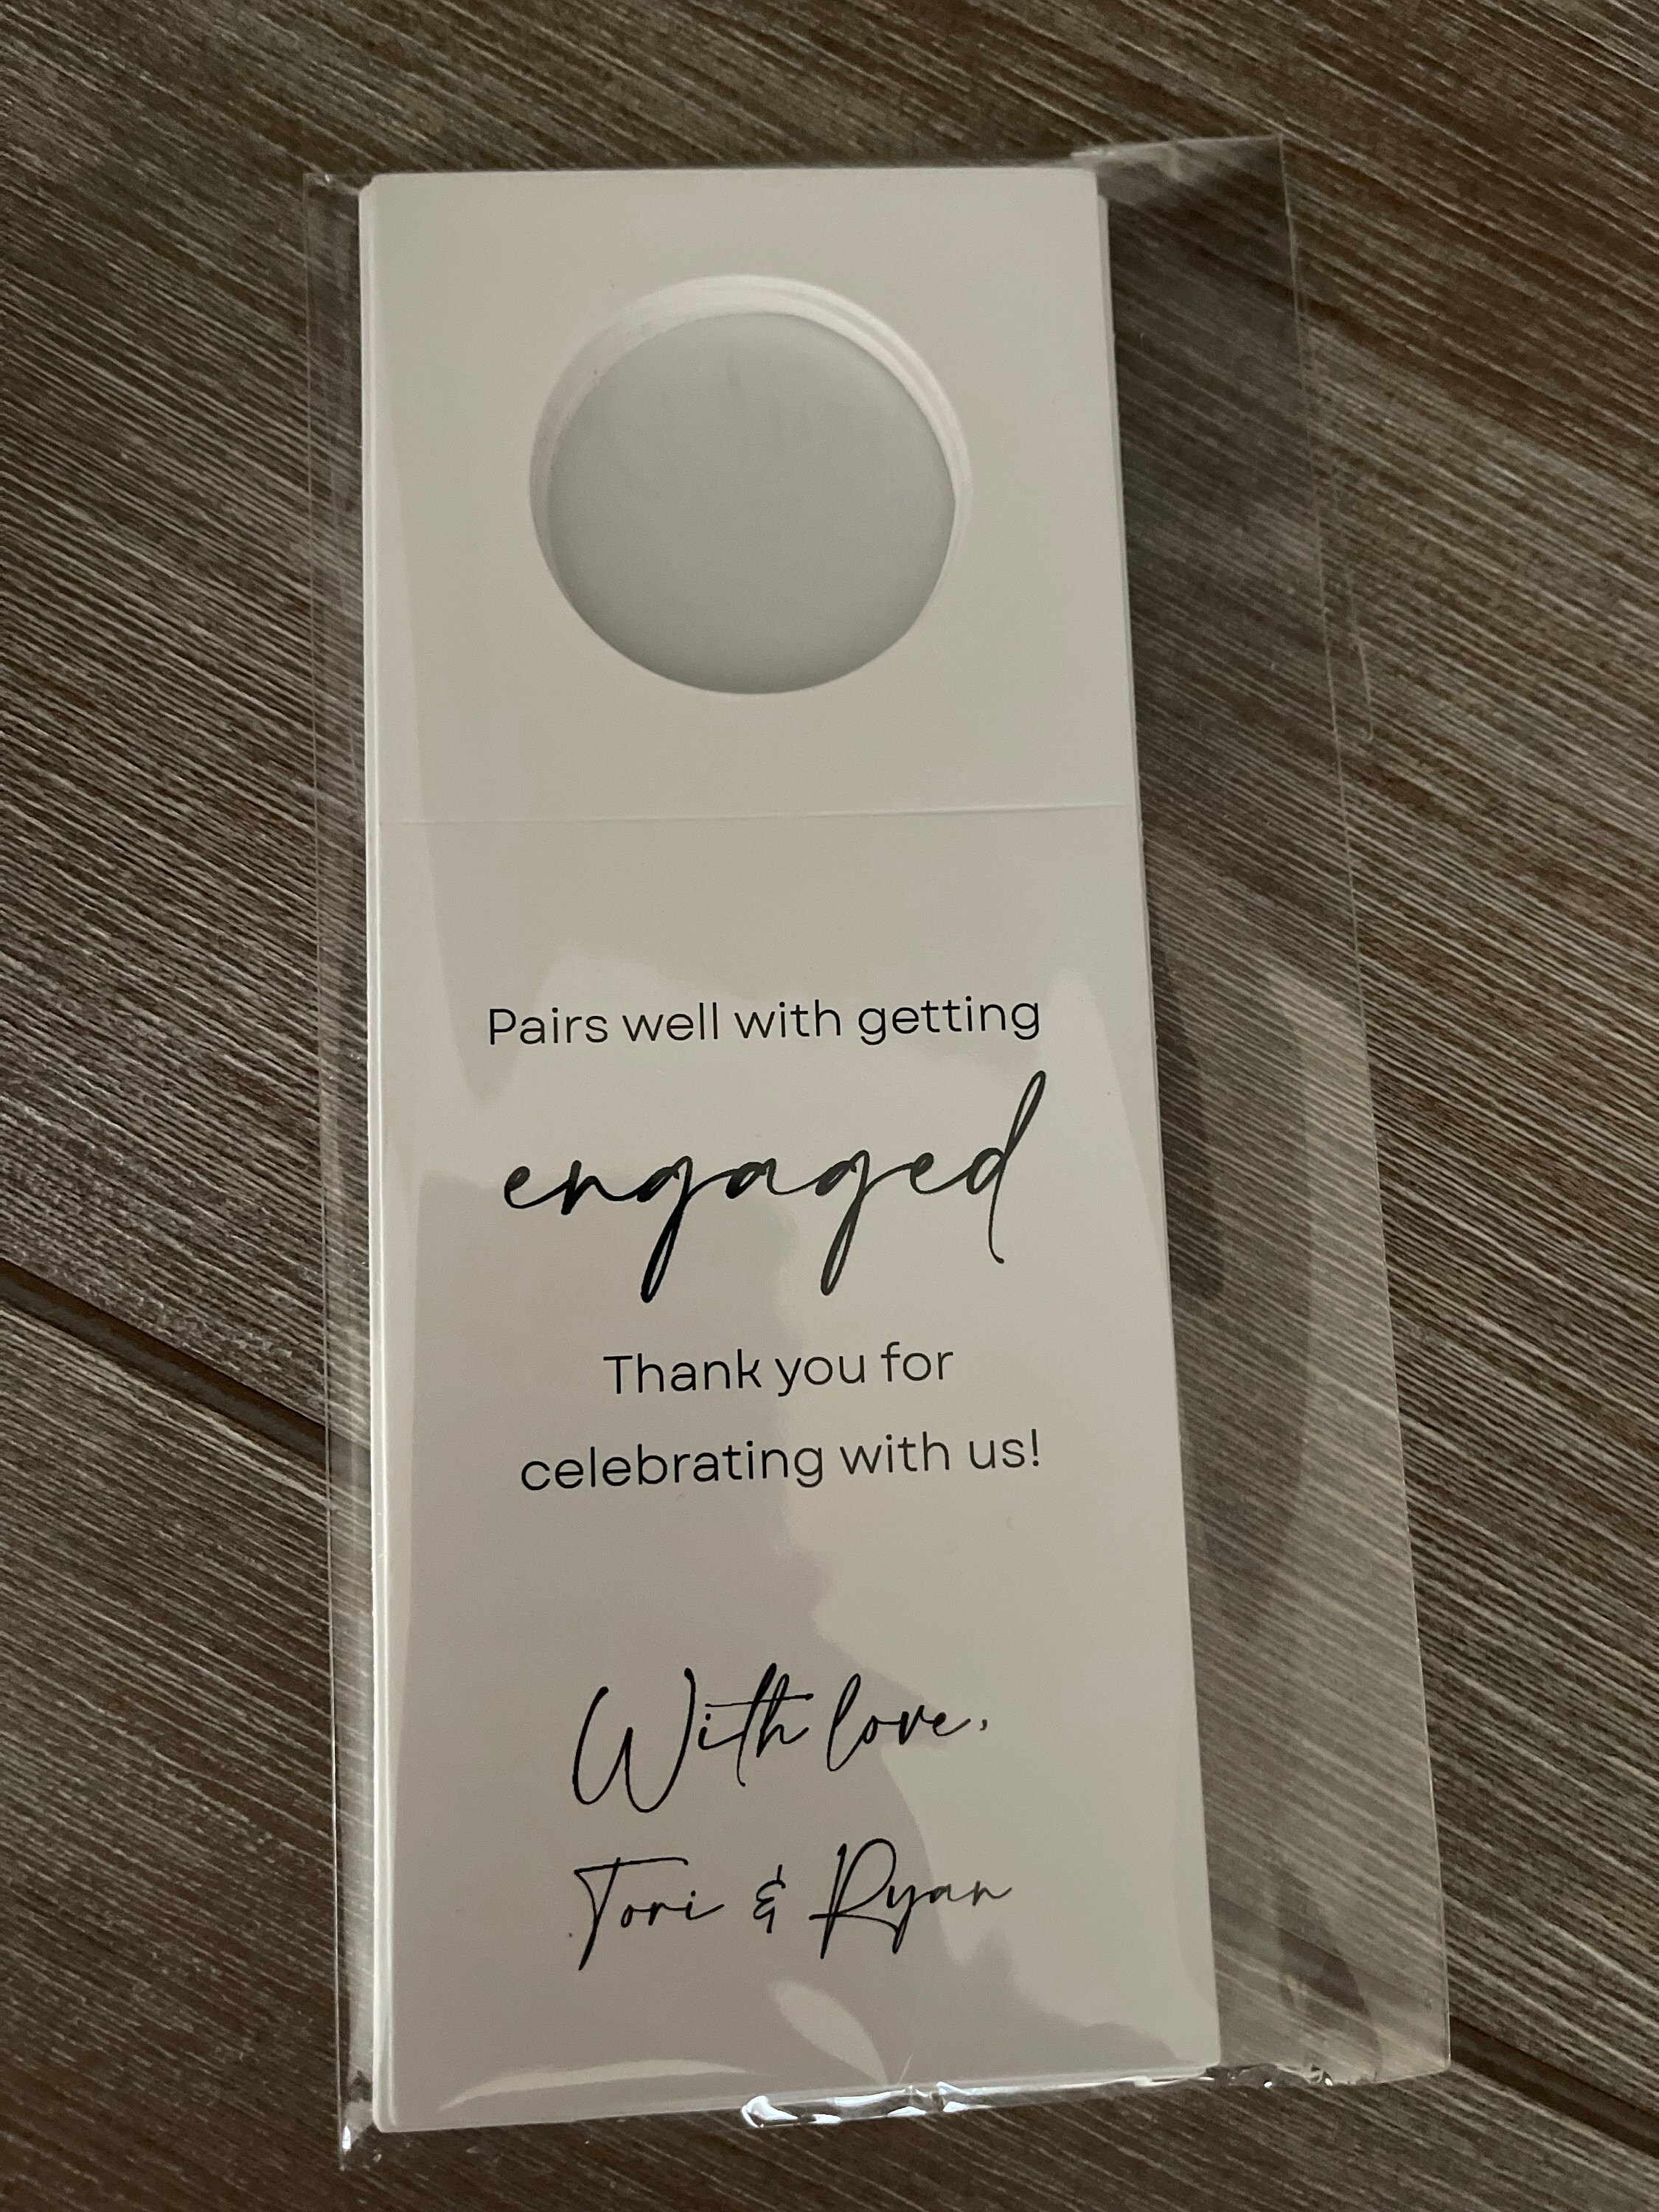 Pairs well with getting
engaged
Thank you for
celebrating with us!
With love,
Tori & Ryan